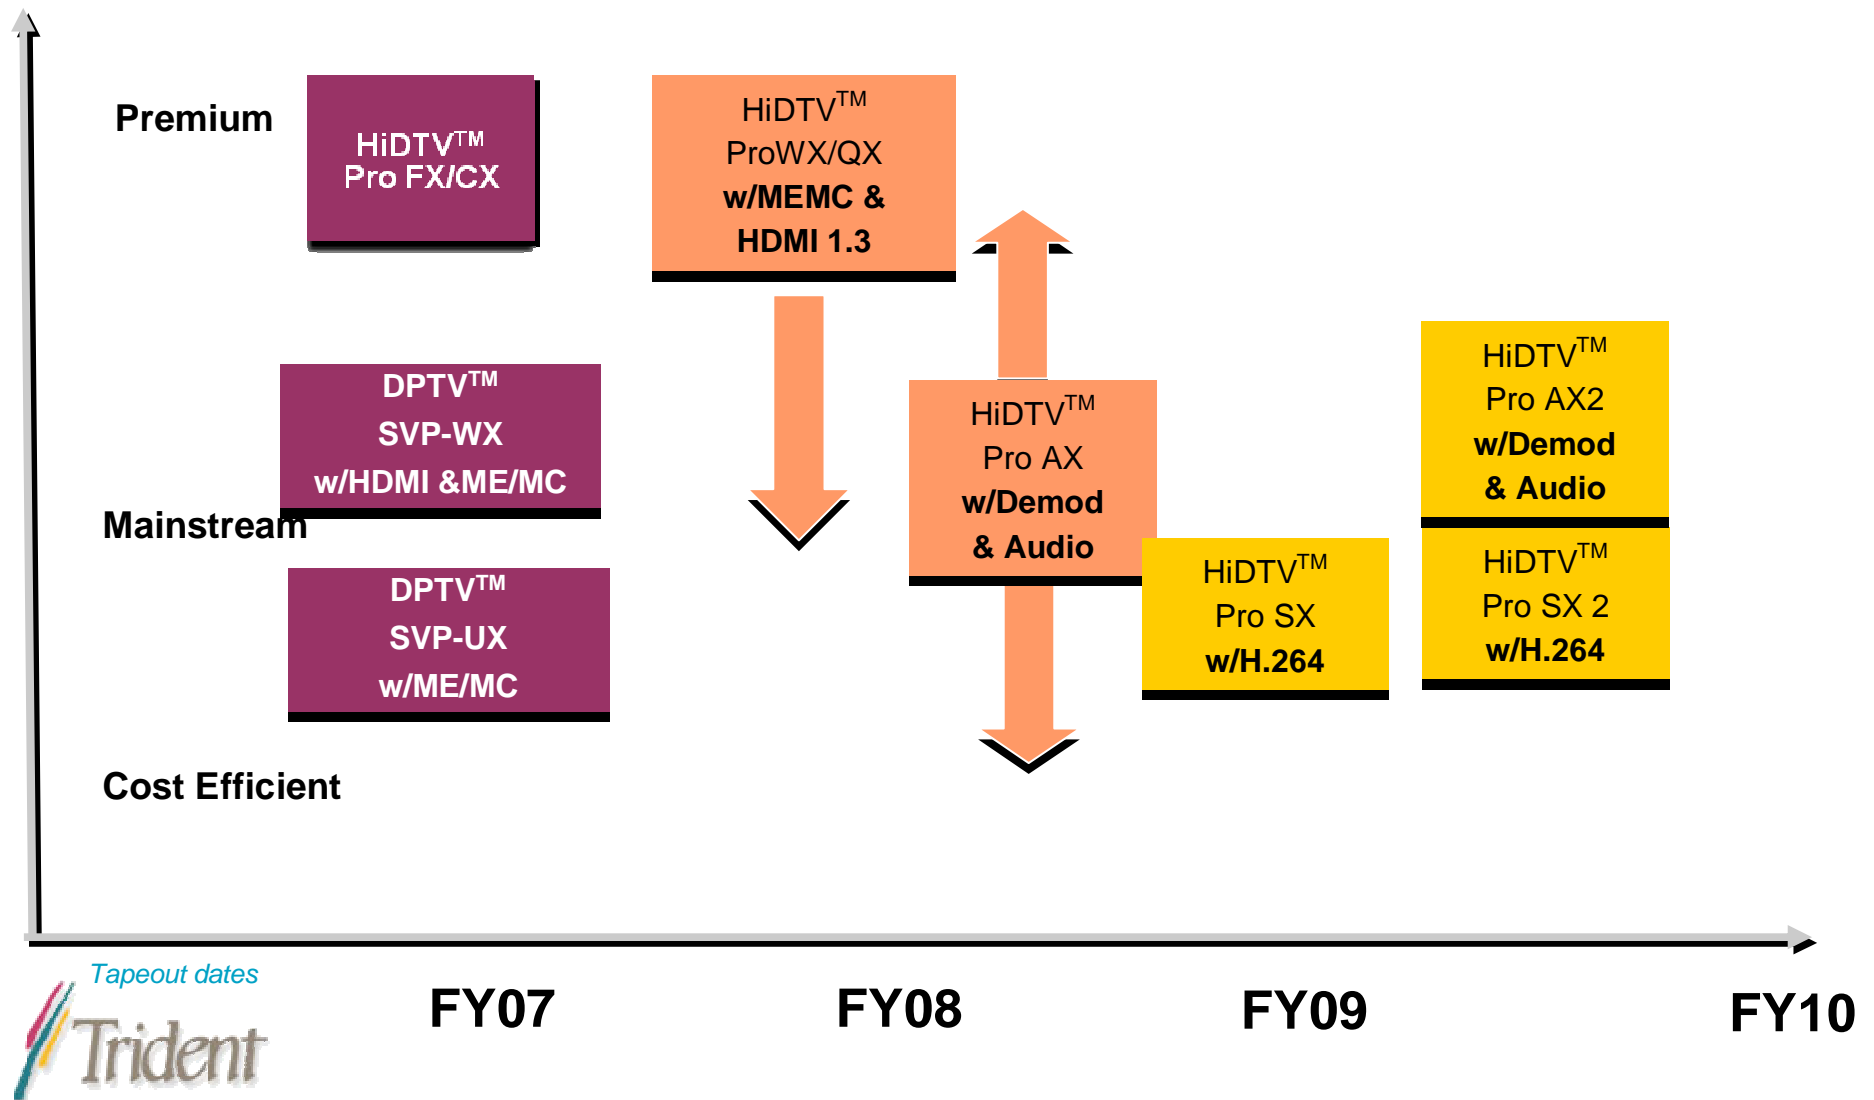 Premium
HiDTV™
Pro FX/CX
HiDTV™
ProWX/QX
w/MEMC &
HDMI 1.3
DPTV™
SVP-WX
w/HDMI &ME/MC
HiDTV™
Pro AX
w/Demod
& Audio
HiDTV™
Pro AX2
w/Demod
& Audio
Mainstream
DPTV™
SVP-UX
w/ME/MC
HiDTV™
Pro SX
w/H.264
HiDTV™
Pro SX 2
w/H.264
Cost Efficient
Tapeout dates
FY07
FY08
FY09
FY10
Trident